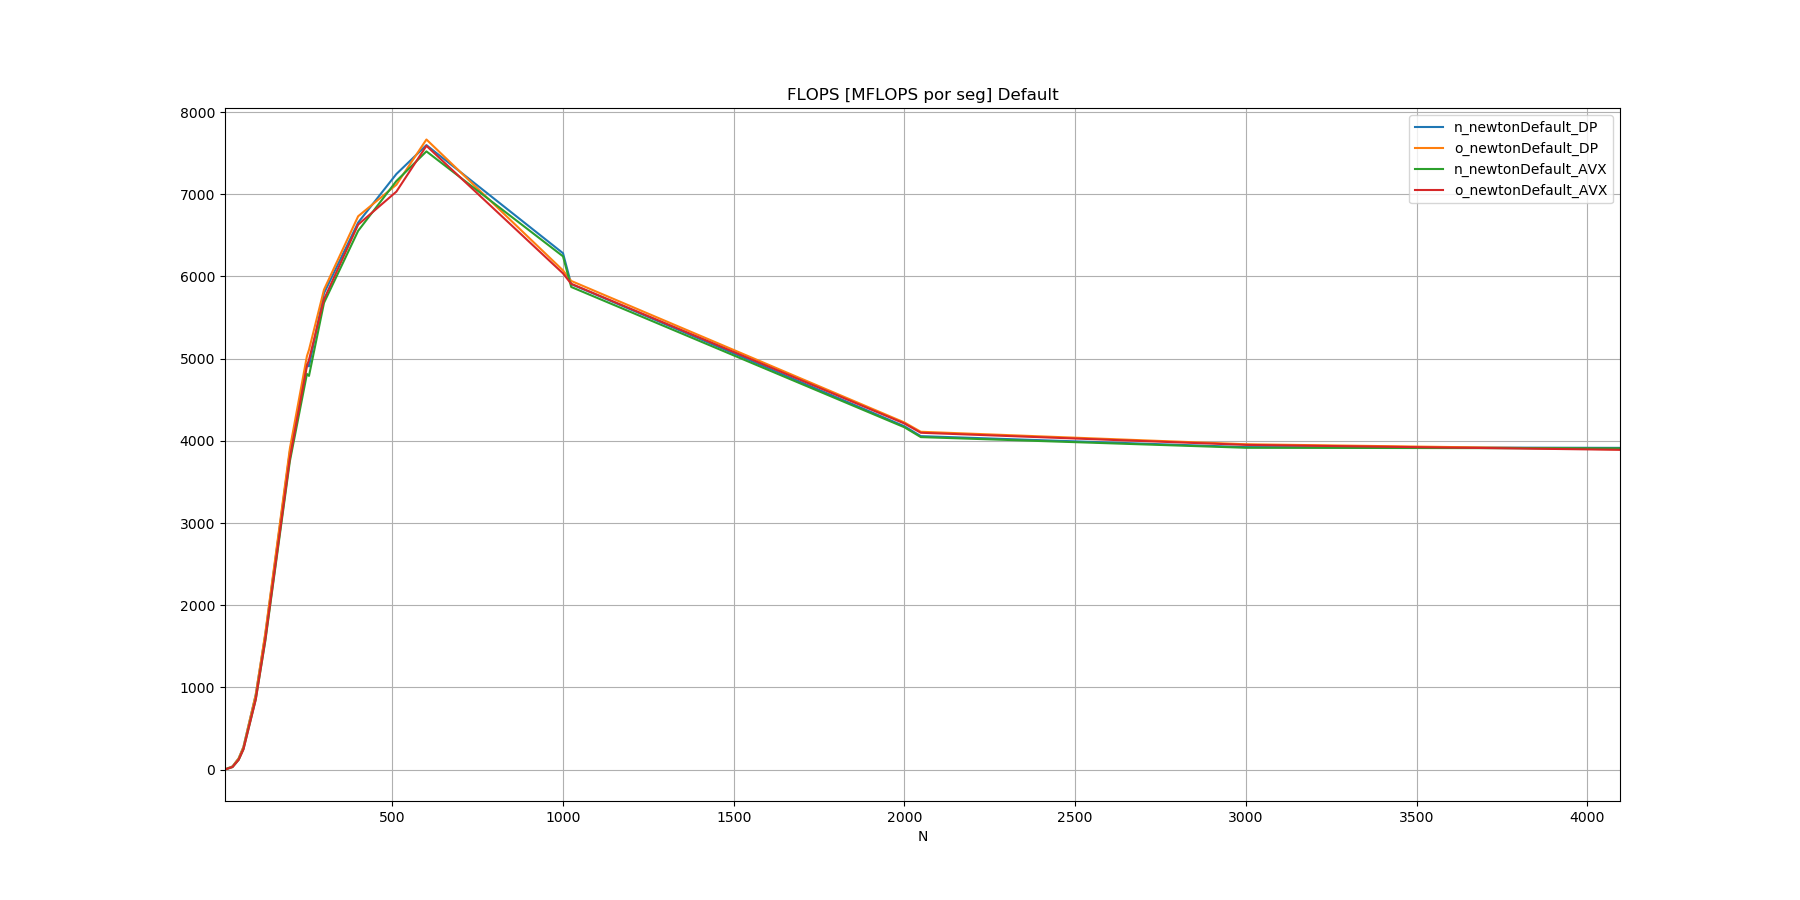 FLOPS [MFLOPS por seg] Default
n_newtonDefault_DP
o_newtonDefault_DP
n_newtonDefault_AVX
o_newtonDefault_AVX
8000
7000
6000
5000
4000
3000
2000
1000
0
500 1000 1500 2000 2500 3000 3500 4000
N